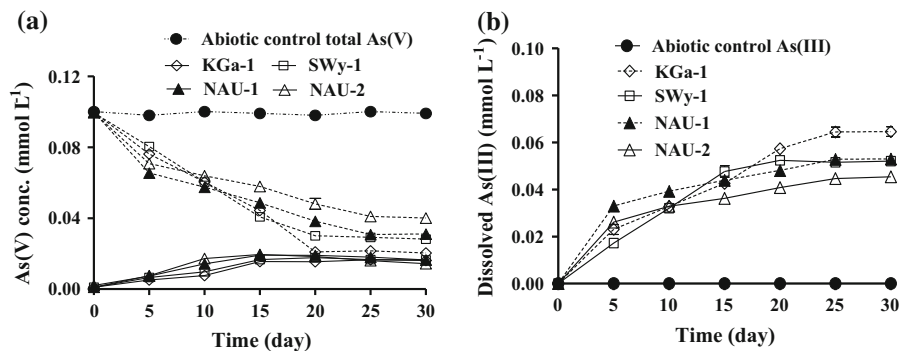 (a)
Abiotic control total As(V)
KGa-1 SWy-1
NAU-1 NAU-2
As(V) conc. (mmol L⁻¹)
0.12
0.08
0.04
0.00
0 5 10 15 20 25 30
Time (day)
(b)
Abiotic control As(III)
KGa-1
SWy-1
NAU-1
NAU-2
Dissolved As(III) (mmol L⁻¹)
0.10
0.08
0.06
0.04
0.02
0.00
0 5 10 15 20 25 30
Time (day)